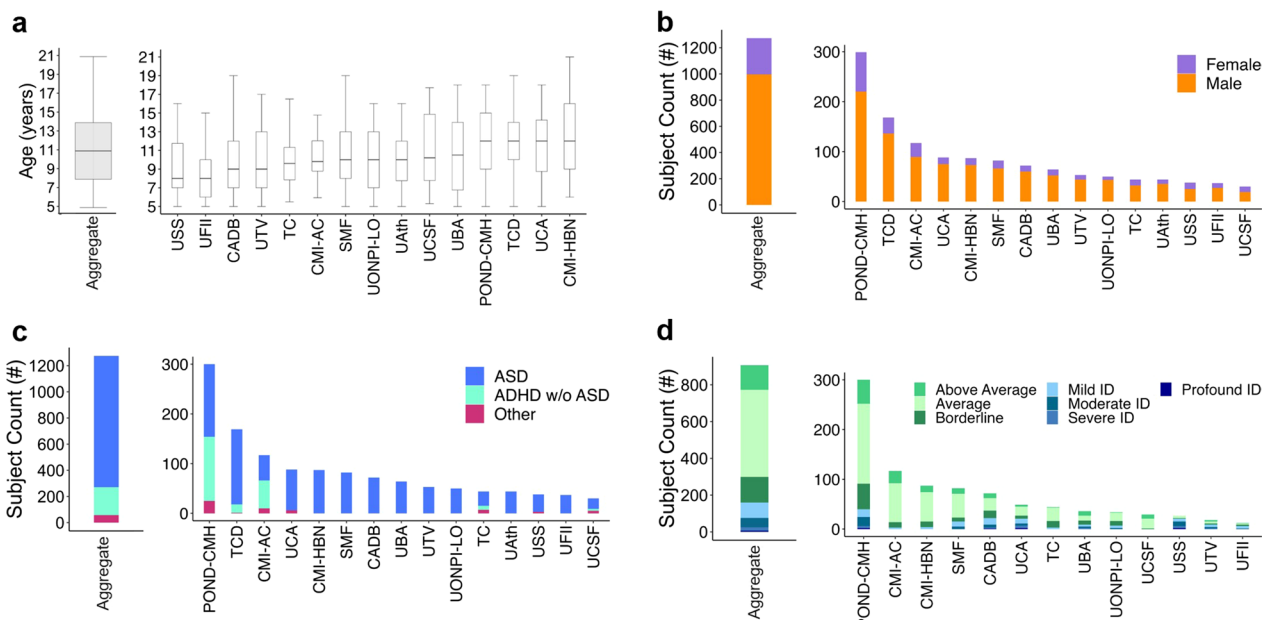 a
Age (years)
21
19
17
15
13
11
9
7
5
Aggregate
21
19
17
15
13
11
9
7
5
USS
UFII
CADB
UTV
TC
CMI-AC
SMF
UONPI-LO
UAth
UCSF
UBA
POND-CMH
TCD
UCA
CMI-HBN
b
Subject Count (#)
1200
1000
800
600
400
200
0
Aggregate
300
200
100
0
Female
Male
POND-CMH
TCD
CMI-AC
UCA
CMI-HBN
SMF
CADB
UBA
UTV
UONPI-LO
TC
UAth
USS
UFII
UCSF
c
Subject Count (#)
1200
1000
800
600
400
200
0
Aggregate
300
200
100
0
ASD
ADHD w/o ASD
Other
POND-CMH
TCD
CMI-AC
UCA
CMI-HBN
SMF
CADB
UBA
UTV
UONPI-LO
TC
UAth
USS
UFII
UCSF
d
Subject Count (#)
800
600
400
200
0
Aggregate
300
200
100
0
Above Average
Average
Borderline
Mild ID
Moderate ID
Severe ID
Profound ID
OND-CMH
CMI-AC
CMI-HBN
SMF
CADB
UCA
TC
UBA
UONPI-LO
UCSF
USS
UTV
UFII